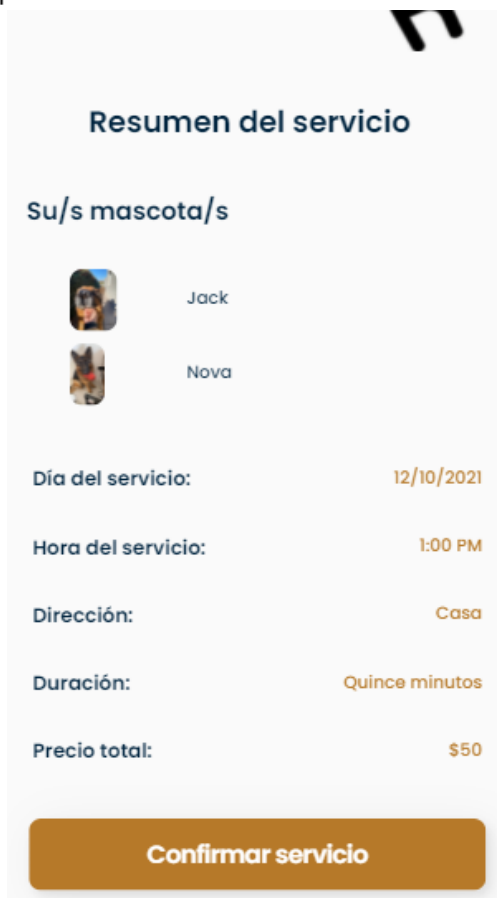 Resumen del servicio
Su/s mascota/s
Jack
Nova
Día del servicio: 12/10/2021
Hora del servicio: 1:00 PM
Dirección: Casa
Duración: Quince minutos
Precio total: $50
Confirmar servicio